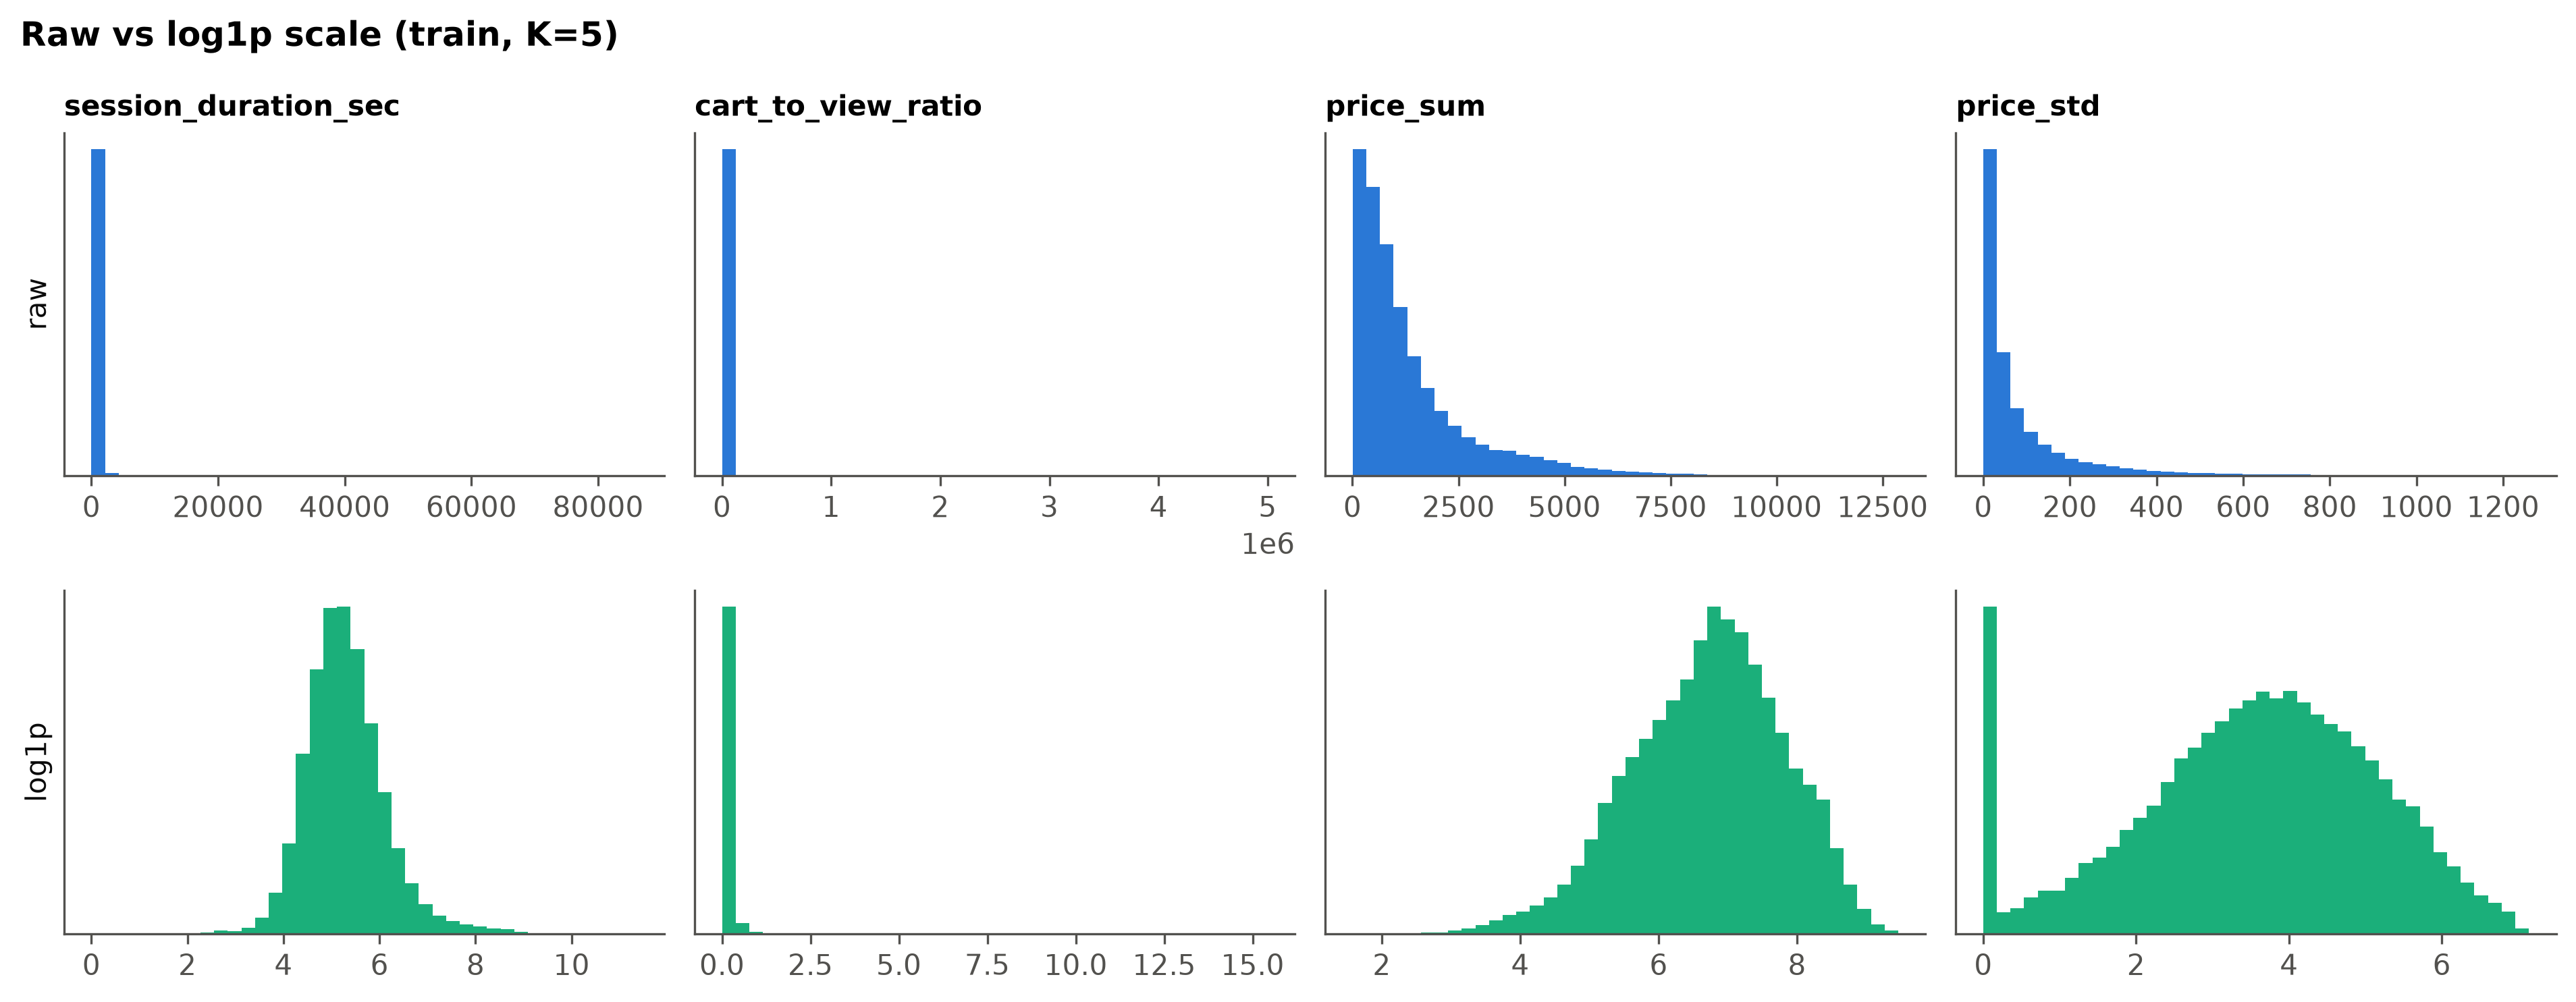 Raw vs log1p scale (train, K=5)
session_duration_sec cart_to_view_ratio price_sum price_std
raw
0 20000 40000 60000 80000 0 1 2 3 4 5 0 2500 5000 7500 10000 12500 0 200 400 600 800 1000 1200
1e6
log1p
0 2 4 6 8 10 0.0 2.5 5.0 7.5 10.0 12.5 15.0 2 4 6 8 0 2 4 6